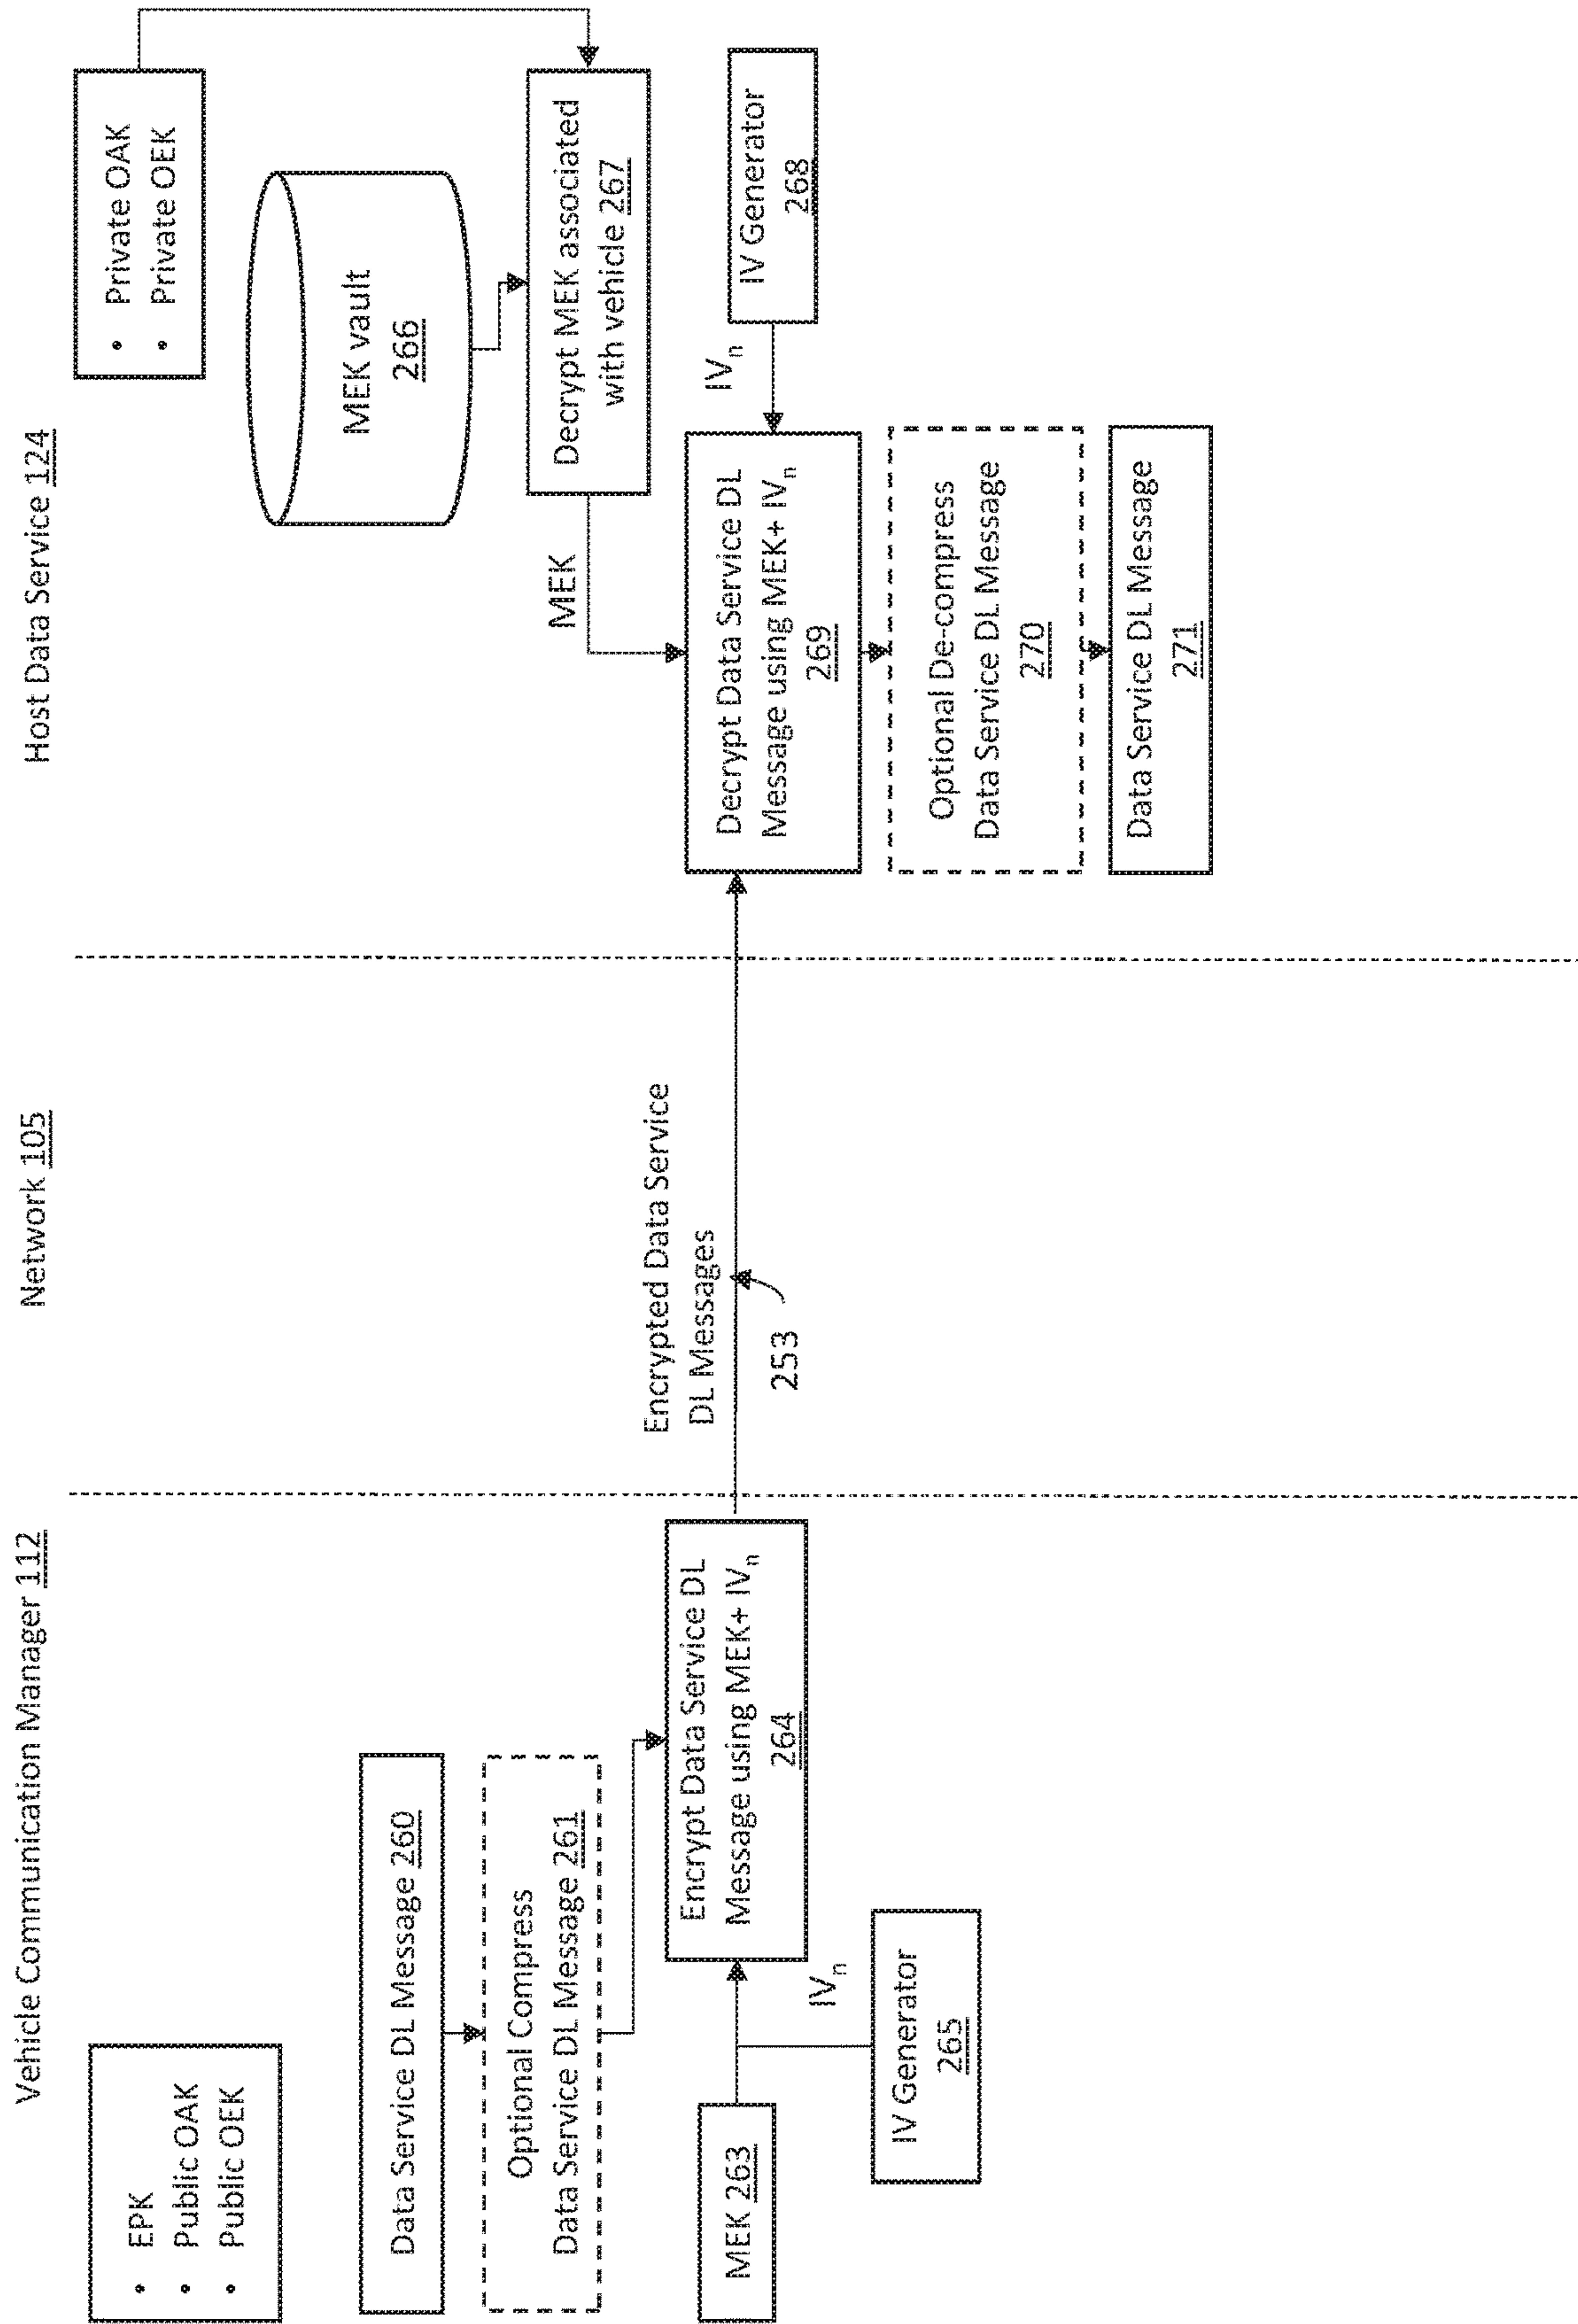 Vehicle Communication Manager 112
Network 105
Host Data Service 124
• EPK
• Public OAK
• Public OEK
Data Service DL Message 260
Optional Compress
Data Service DL Message 261
MEK 263
Encrypt Data Service DL
Message using MEK+ IVn
264
IVn
IV Generator
265
Encrypted Data Service
DL Messages
253
• Private OAK
• Private OEK
MEK vault
266
Decrypt MEK associated
with vehicle 267
MEK
IVn
IV Generator
268
Decrypt Data Service DL
Message using MEK+ IVn
269
Optional De-compress
Data Service DL Message
270
Data Service DL Message
271